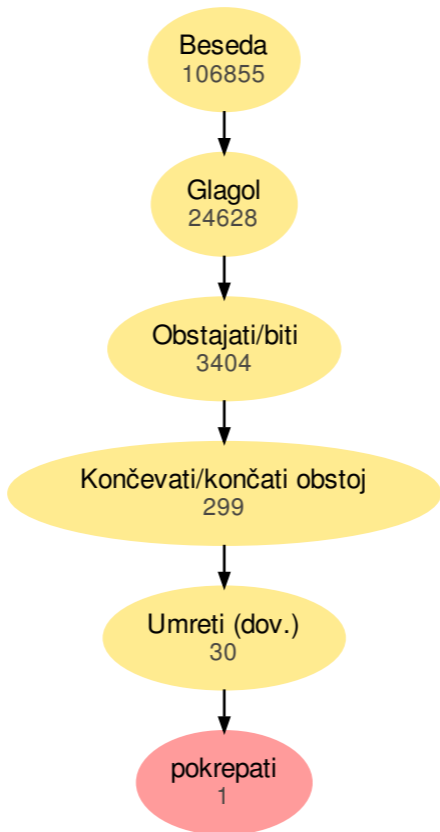 Beseda
106855
Glagol
24628
Obstajati/biti
3404
Končevati/končati obstoj
299
Umreti (dov.)
30
pokrepati
1